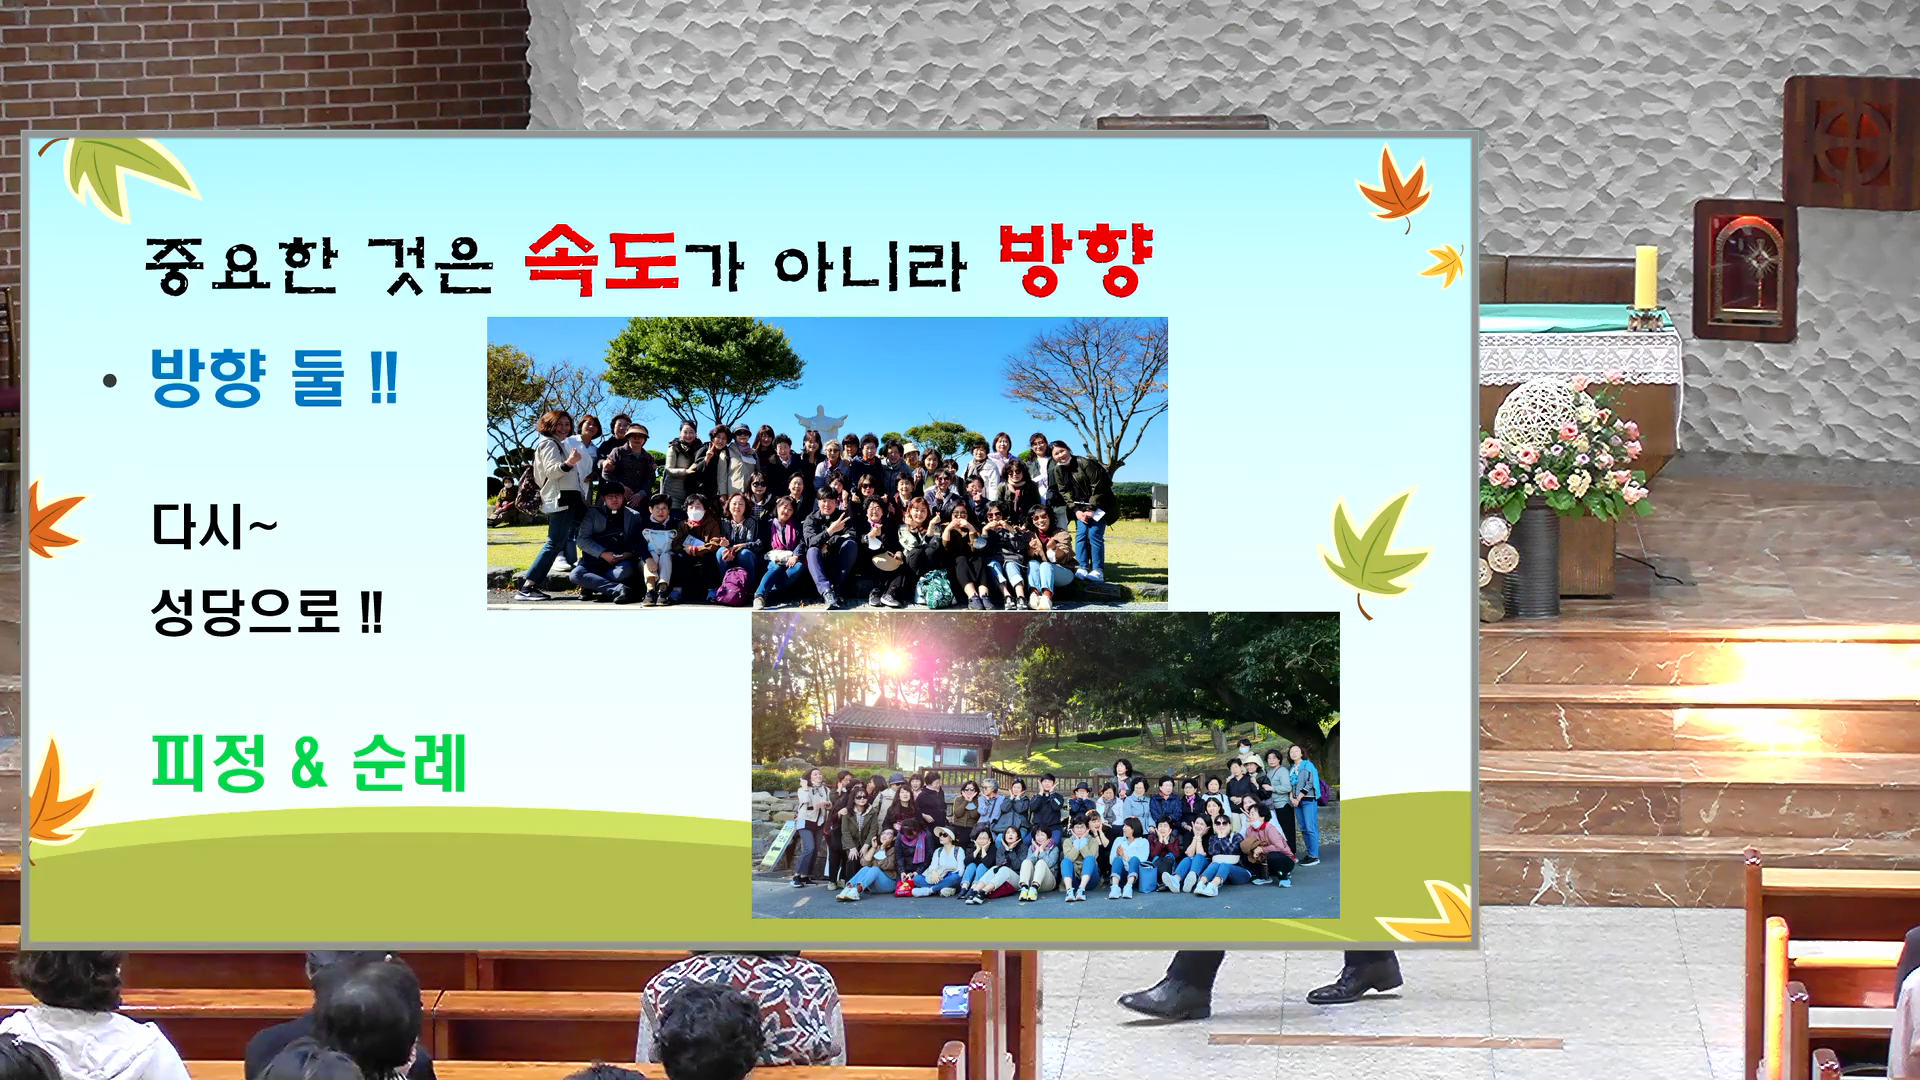 중요한 것은 속도가 아니라 방향
• 방향 둘 !!
다시~
성당으로 !!
피정 & 순례